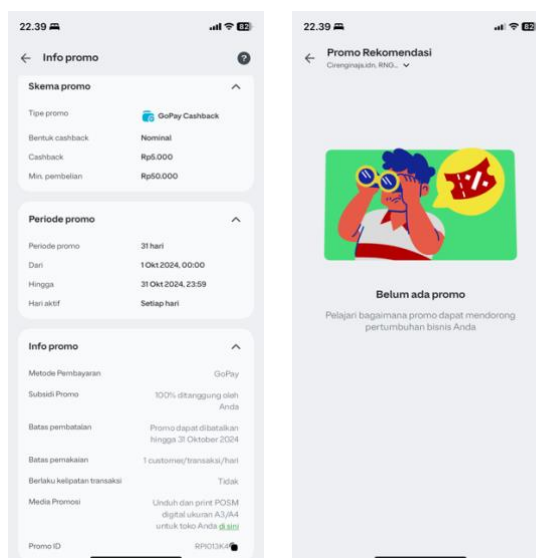 22.39
82
Info promo
Skema promo
Tipe promo GoPay Cashback
Bentuk cashback Nominal
Cashback Rp5.000
Min. pembelian Rp50.000
Periode promo
Periode promo 31 hari
Dari 1 Okt 2024, 00:00
Hingga 31 Okt 2024, 23:59
Hari aktif Setiap hari
Info promo
Metode Pembayaran GoPay
Subsidi Promo 100% ditanggung oleh
Anda
Batas pembatalan Promo dapat dibatalkan
hingga 31 Oktober 2024
Batas pemakaian 1 customer/transaksi/hari
Berlaku kelipatan transaksi Tidak
Media Promosi Unduh dan print POSM
digital ukuran A3/A4
untuk toko Anda di sini
Promo ID
22.39
82
Promo Rekomendasi
Cirenginaja.idn, RNG...
%
Belum ada promo
Pelajari bagaimana promo dapat mendorong
pertumbuhan bisnis Anda